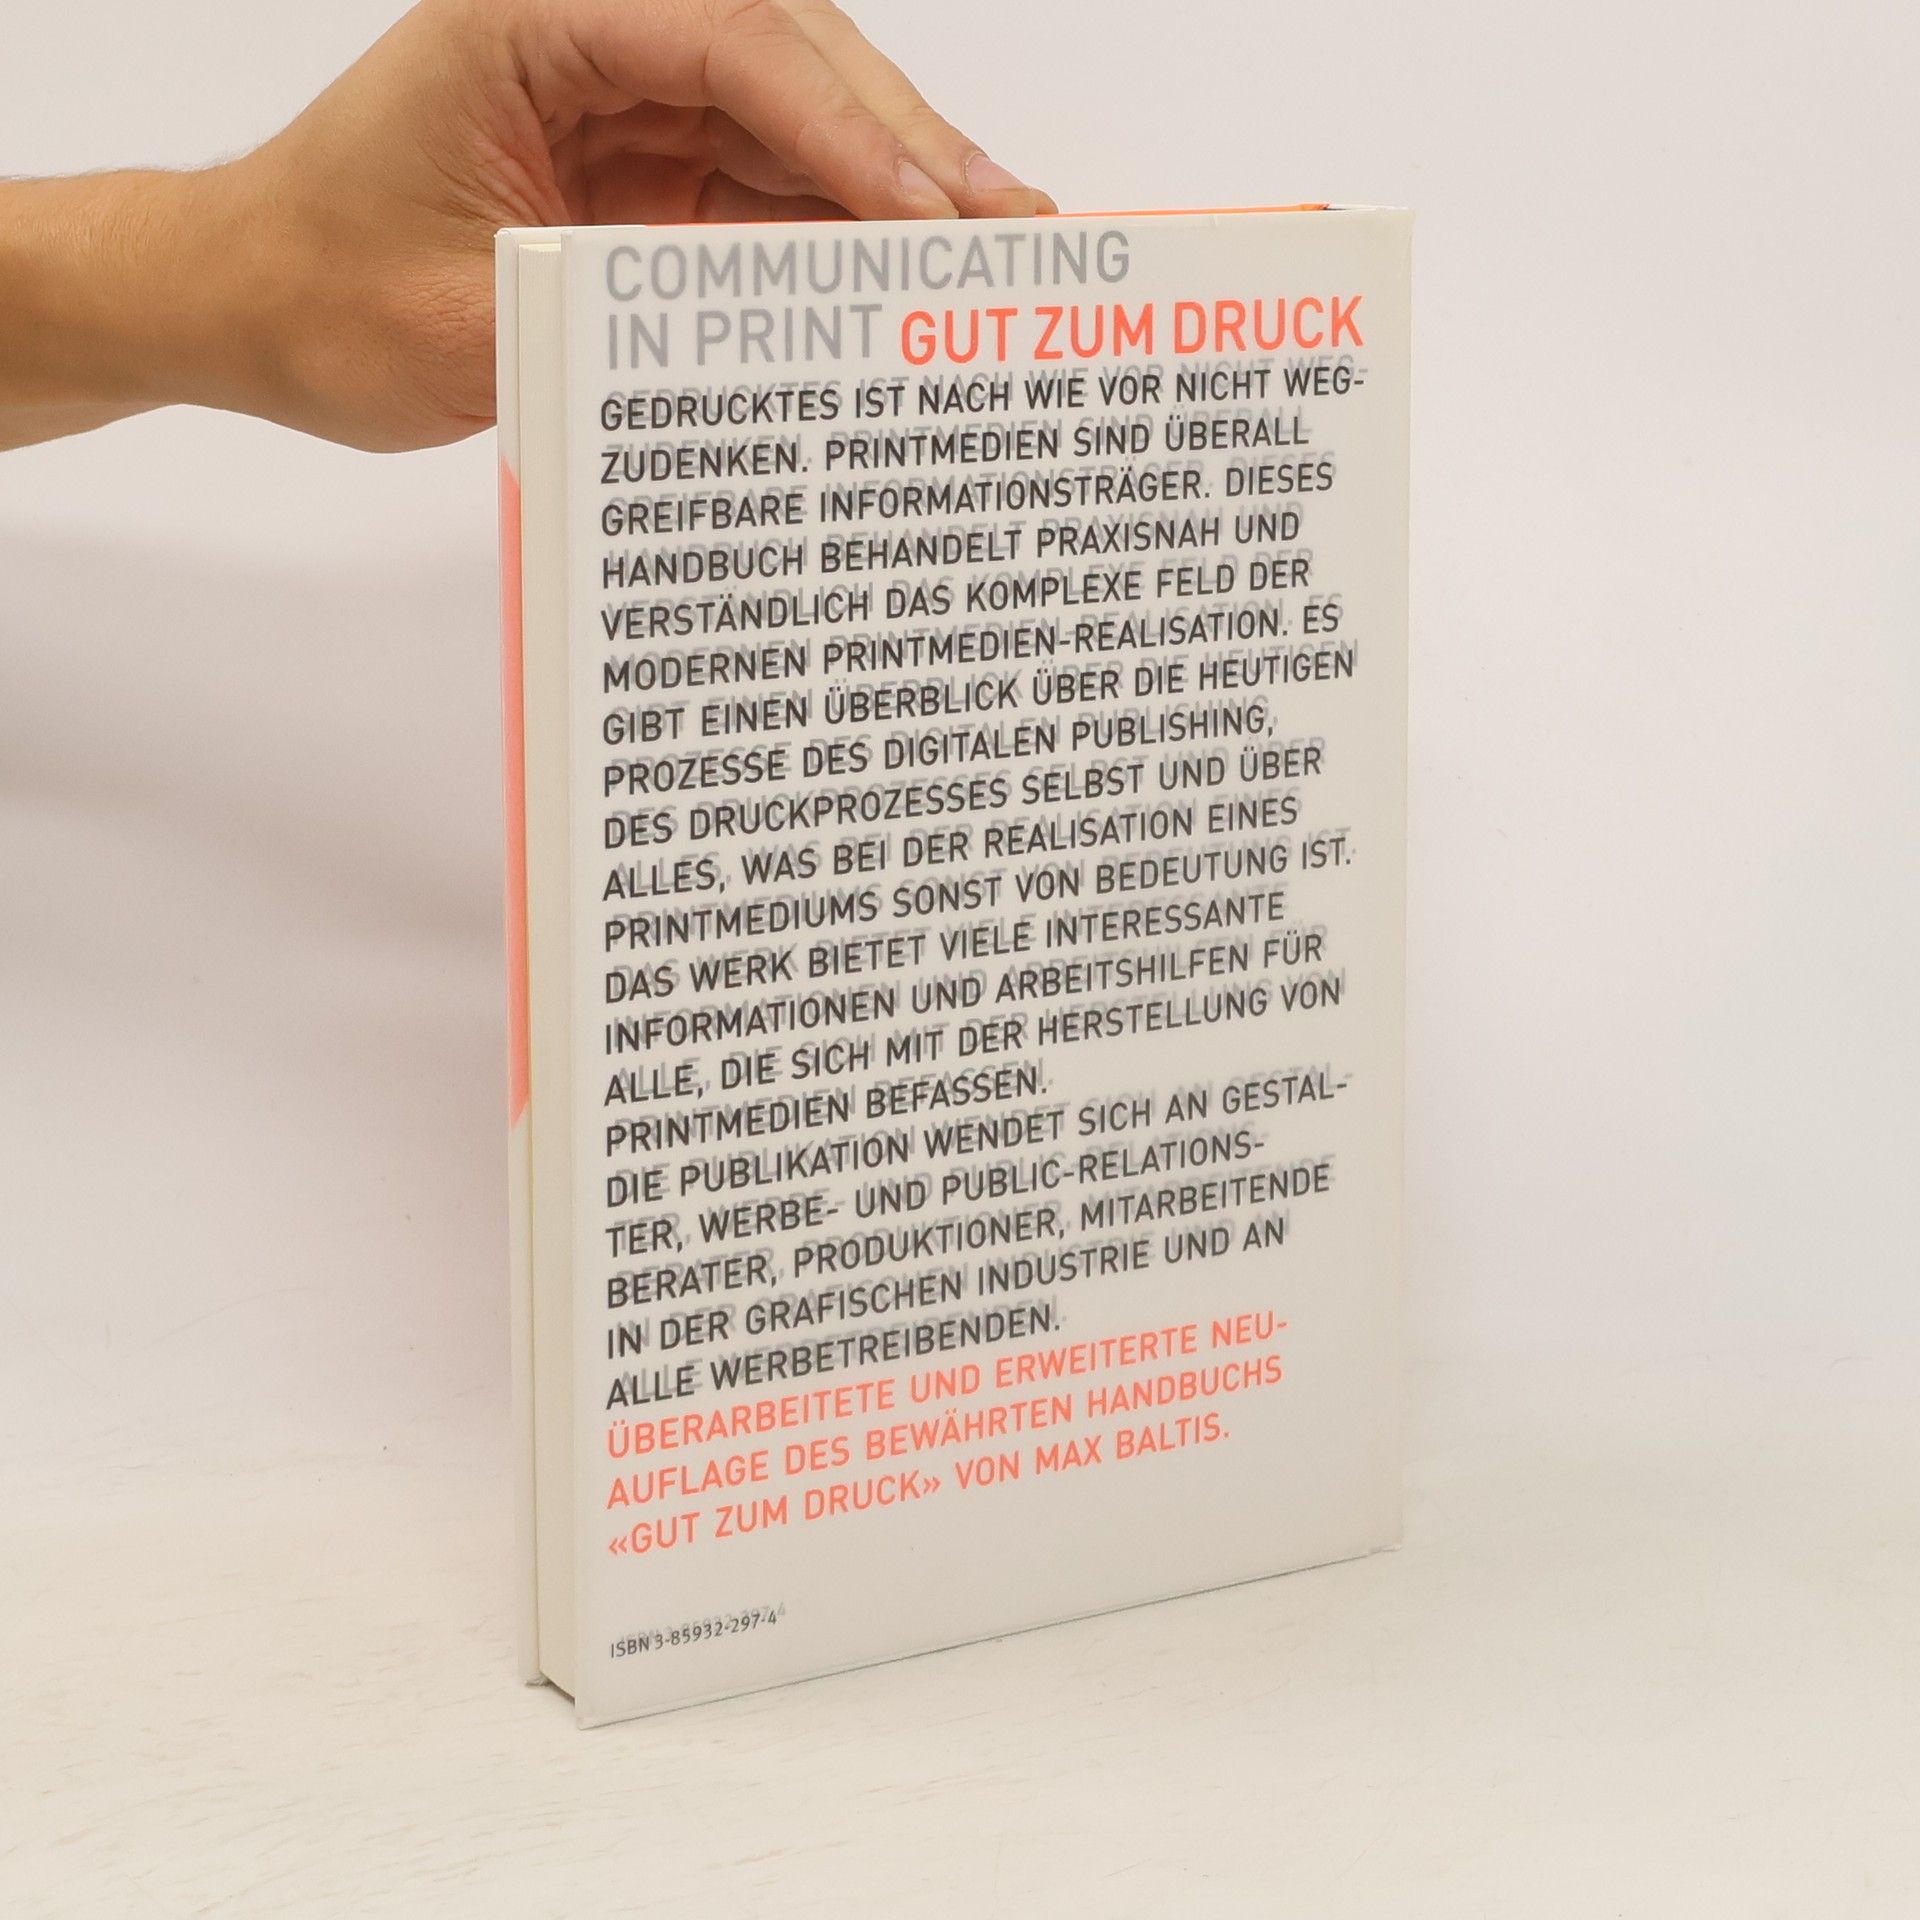 COMMUNICATING
IN PRINT GUT ZUM DRUCK
GEDRUCKTES IST NACH WIE VOR NICHT WEG-
ZUDENKEN. PRINTMEDIEN SIND ÜBERALL
GREIFBARE INFORMATIONSTRÄGER. DIESES
HANDBUCH BEHANDELT PRAXISNAH UND
VERSTÄNDLICH DAS KOMPLEXE FELD DER
MODERNEN PRINTMEDIEN-REALISATION. ES
GIBT EINEN ÜBERBLICK ÜBER DIE HEUTIGEN
PROZESSE DES DIGITALEN PUBLISHING,
DES DRUCKPROZESSES SELBST UND ÜBER
ALLES, WAS BEI DER REALISATION EINES
PRINTMEDIUMS SONST VON BEDEUTUNG IST.
DAS WERK BIETET VIELE INTERESSANTE
INFORMATIONEN UND ARBEITSHILFEN FÜR
ALLE, DIE SICH MIT DER HERSTELLUNG VON
PRINTMEDIEN BEFASSEN.
DIE PUBLIKATION WENDET SICH AN GESTAL-
TER, WERBE- UND PUBLIC-RELATIONS-
BERATER, PRODUKTIONER, MITARBEITENDE
IN DER GRAFISCHEN INDUSTRIE UND AN
ALLE WERBETREIBENDEN.
ÜBERARBEITETE UND ERWEITERTE NEU-
AUFLAGE DES BEWÄHRTEN HANDBUCHS
«GUT ZUM DRUCK» VON MAX BALTIS.
ISBN 3-85932-297-4